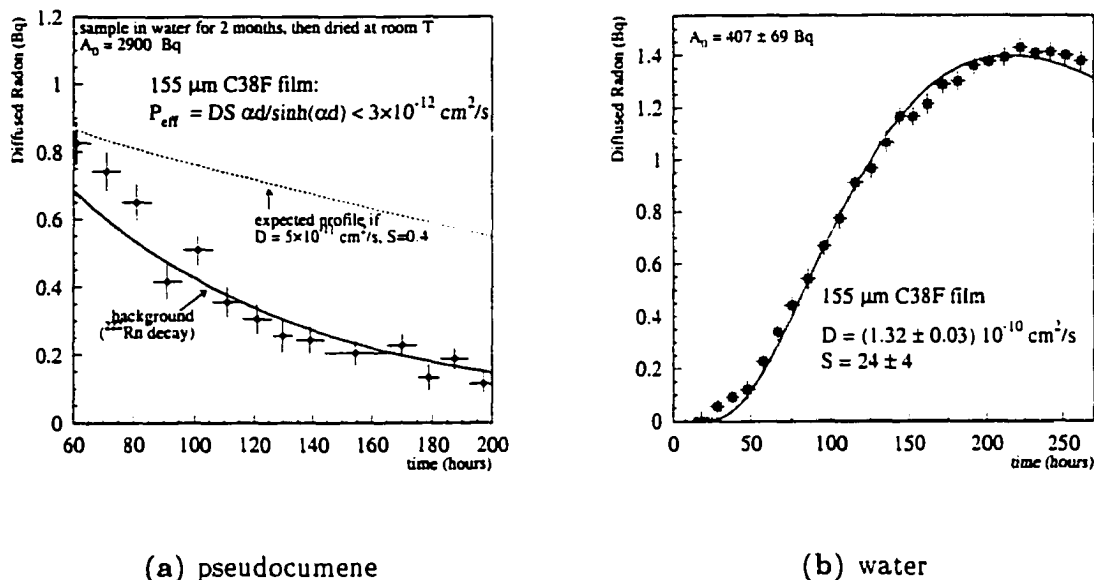 sample in water for 2 months, then dried at room T
A₀ = 2900 Bq
155 µm C38F film:
P_eff = DS αd/sinh(αd) < 3×10⁻¹² cm²/s
expected profile if
cm²/s, S=0.4
background
Rn decay)
Diffused Radon (Bq)
1.2
1
0.8
0.6
0.4
0.2
0
60 80 100 120 140 160 180 200
time (hours)
(a) pseudocumene
A₀ = 407 ± 69 Bq
155 µm C38F film
D = (1.32 ± 0.03) 10⁻¹⁰ cm²/s
S = 24 ± 4
Diffused Radon (Bq)
1.4
1.2
1
0.8
0.6
0.4
0.2
0
0 50 100 150 200 250
time (hours)
(b) water